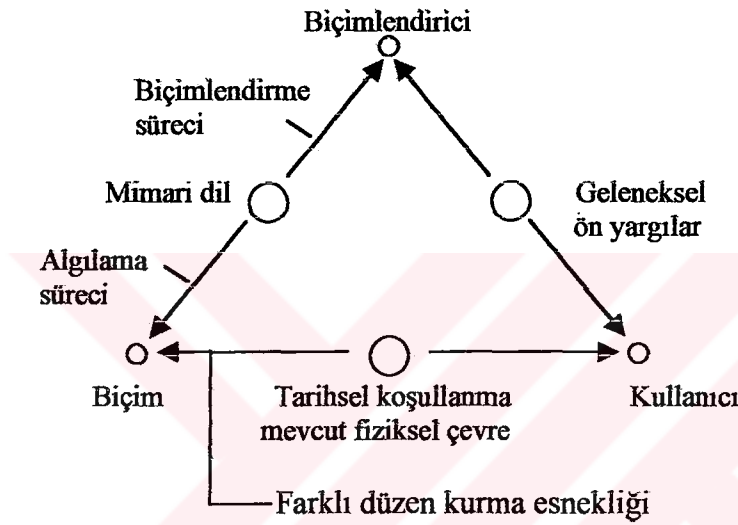 Biçimlendirici
Biçimlendirme
süreci
Mimari dil
Geleneksel
ön yargılar
Algılama
süreci
Biçim
Tarihsel koşullanma
mevcut fiziksel çevre
Kullanıcı
Farklı düzen kurma esnekliği